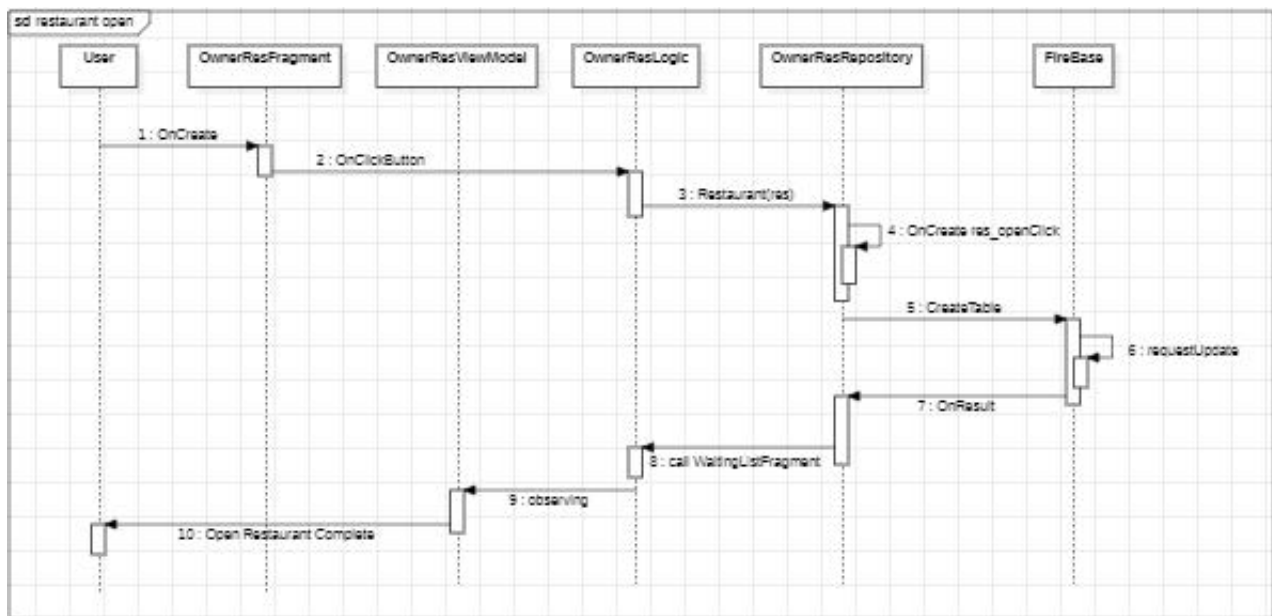 sd restaurant open
User
OwnerResFragment
OwnerResViewModel
OwnerResLogic
OwnerResRepository
FireBase
1 : OnCreate
2 : OnClickButton
3 : Restaurant(res)
4 : OnCreate res_openClick
5 : CreateTable
6 : requestUpdate
7 : OnResult
8 : call WaitingListFragment
9 : observing
10 : Open Restaurant Complete